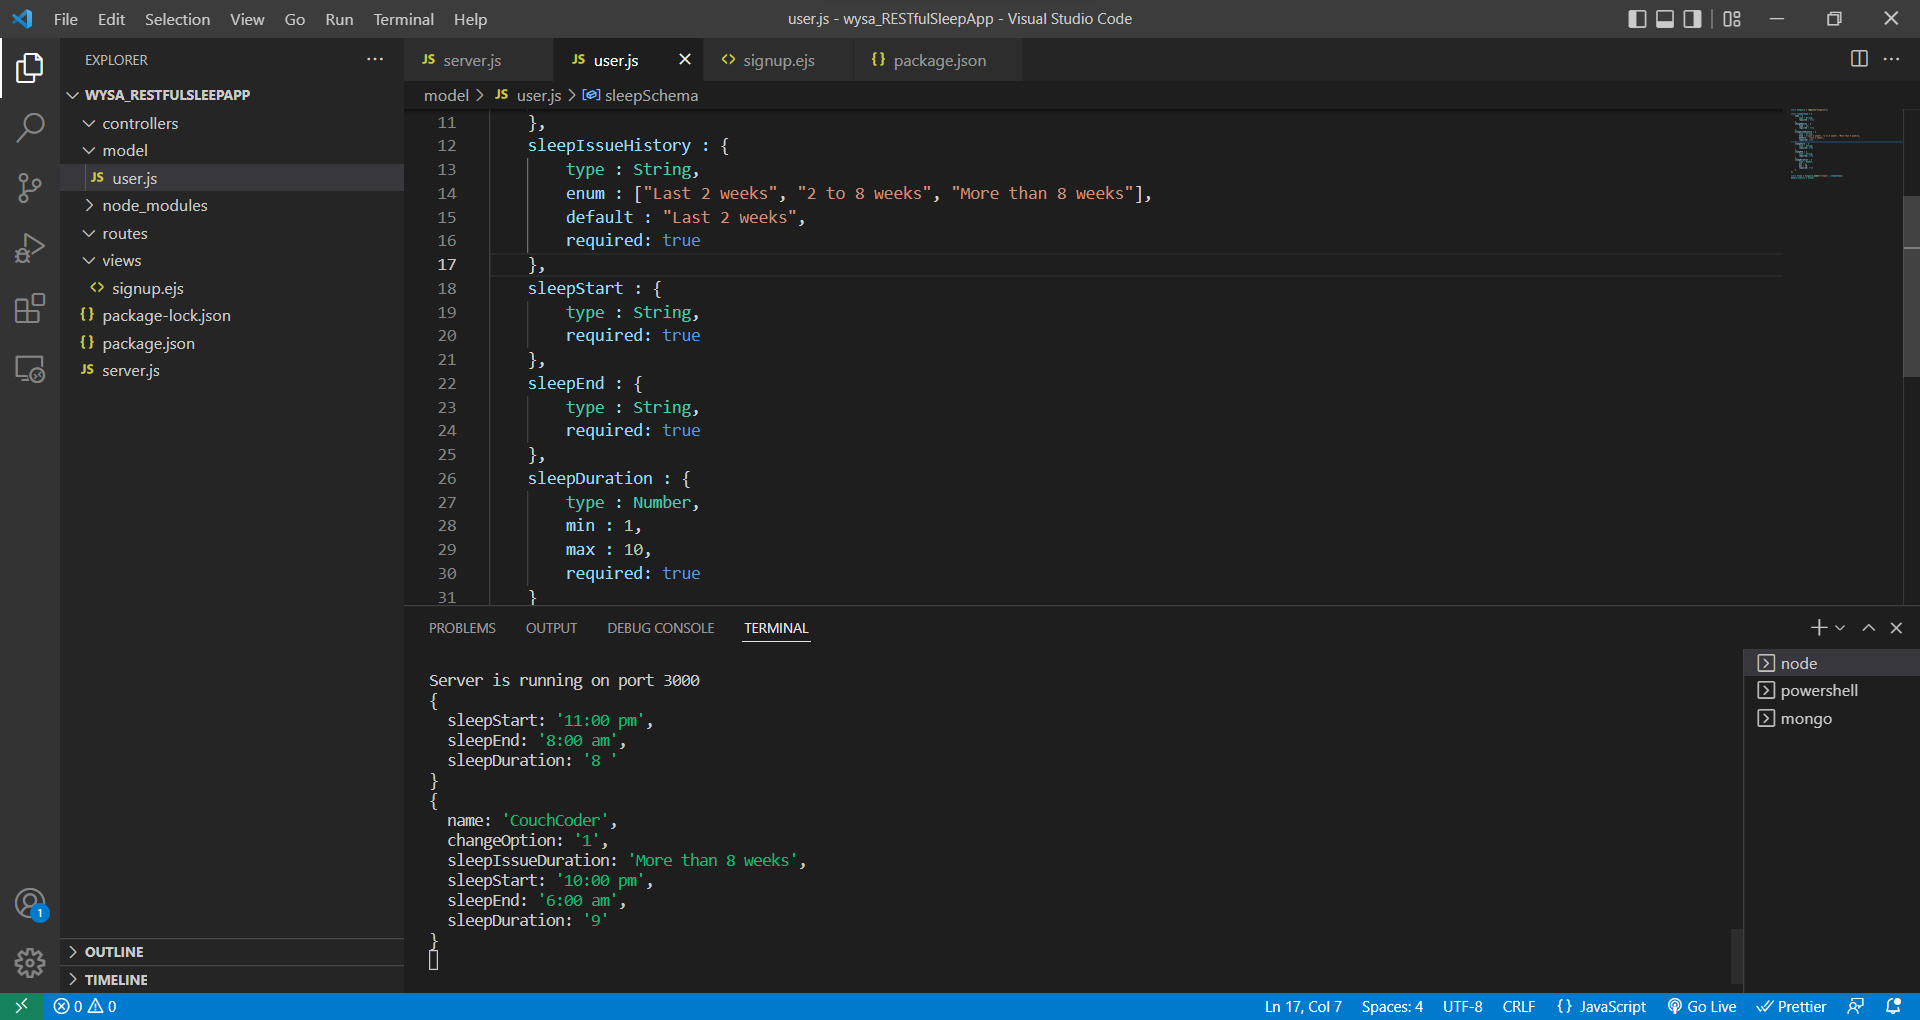 File Edit Selection View Go Run Terminal Help
user.js - wysa_RESTfulSleepApp - Visual Studio Code
EXPLORER
WYSA_RESTFULSLEEPAPP
controllers
model
JS user.js
node_modules
routes
views
<> signup.ejs
{} package-lock.json
{} package.json
JS server.js
OUTLINE
TIMELINE
1
JS server.js
JS user.js
<> signup.ejs
{} package.json
model > JS user.js > sleepSchema
11 },
12 sleepIssueHistory : {
13 type : String,
14 enum : ["Last 2 weeks", "2 to 8 weeks", "More than 8 weeks"],
15 default : "Last 2 weeks",
16 required: true
17 },
18 sleepStart : {
19 type : String,
20 required: true
21 },
22 sleepEnd : {
23 type : String,
24 required: true
25 },
26 sleepDuration : {
27 type : Number,
28 min : 1,
29 max : 10,
30 required: true
31 }
PROBLEMS OUTPUT DEBUG CONSOLE TERMINAL
Server is running on port 3000
{
sleepStart: '11:00 pm',
sleepEnd: '8:00 am',
sleepDuration: '8 '
}
{
name: 'CouchCoder',
changeOption: '1',
sleepIssueDuration: 'More than 8 weeks',
sleepStart: '10:00 pm',
sleepEnd: '6:00 am',
sleepDuration: '9'
}
node
powershell
mongo
0 0
Ln 17, Col 7 Spaces: 4 UTF-8 CRLF {} JavaScript Go Live Prettier